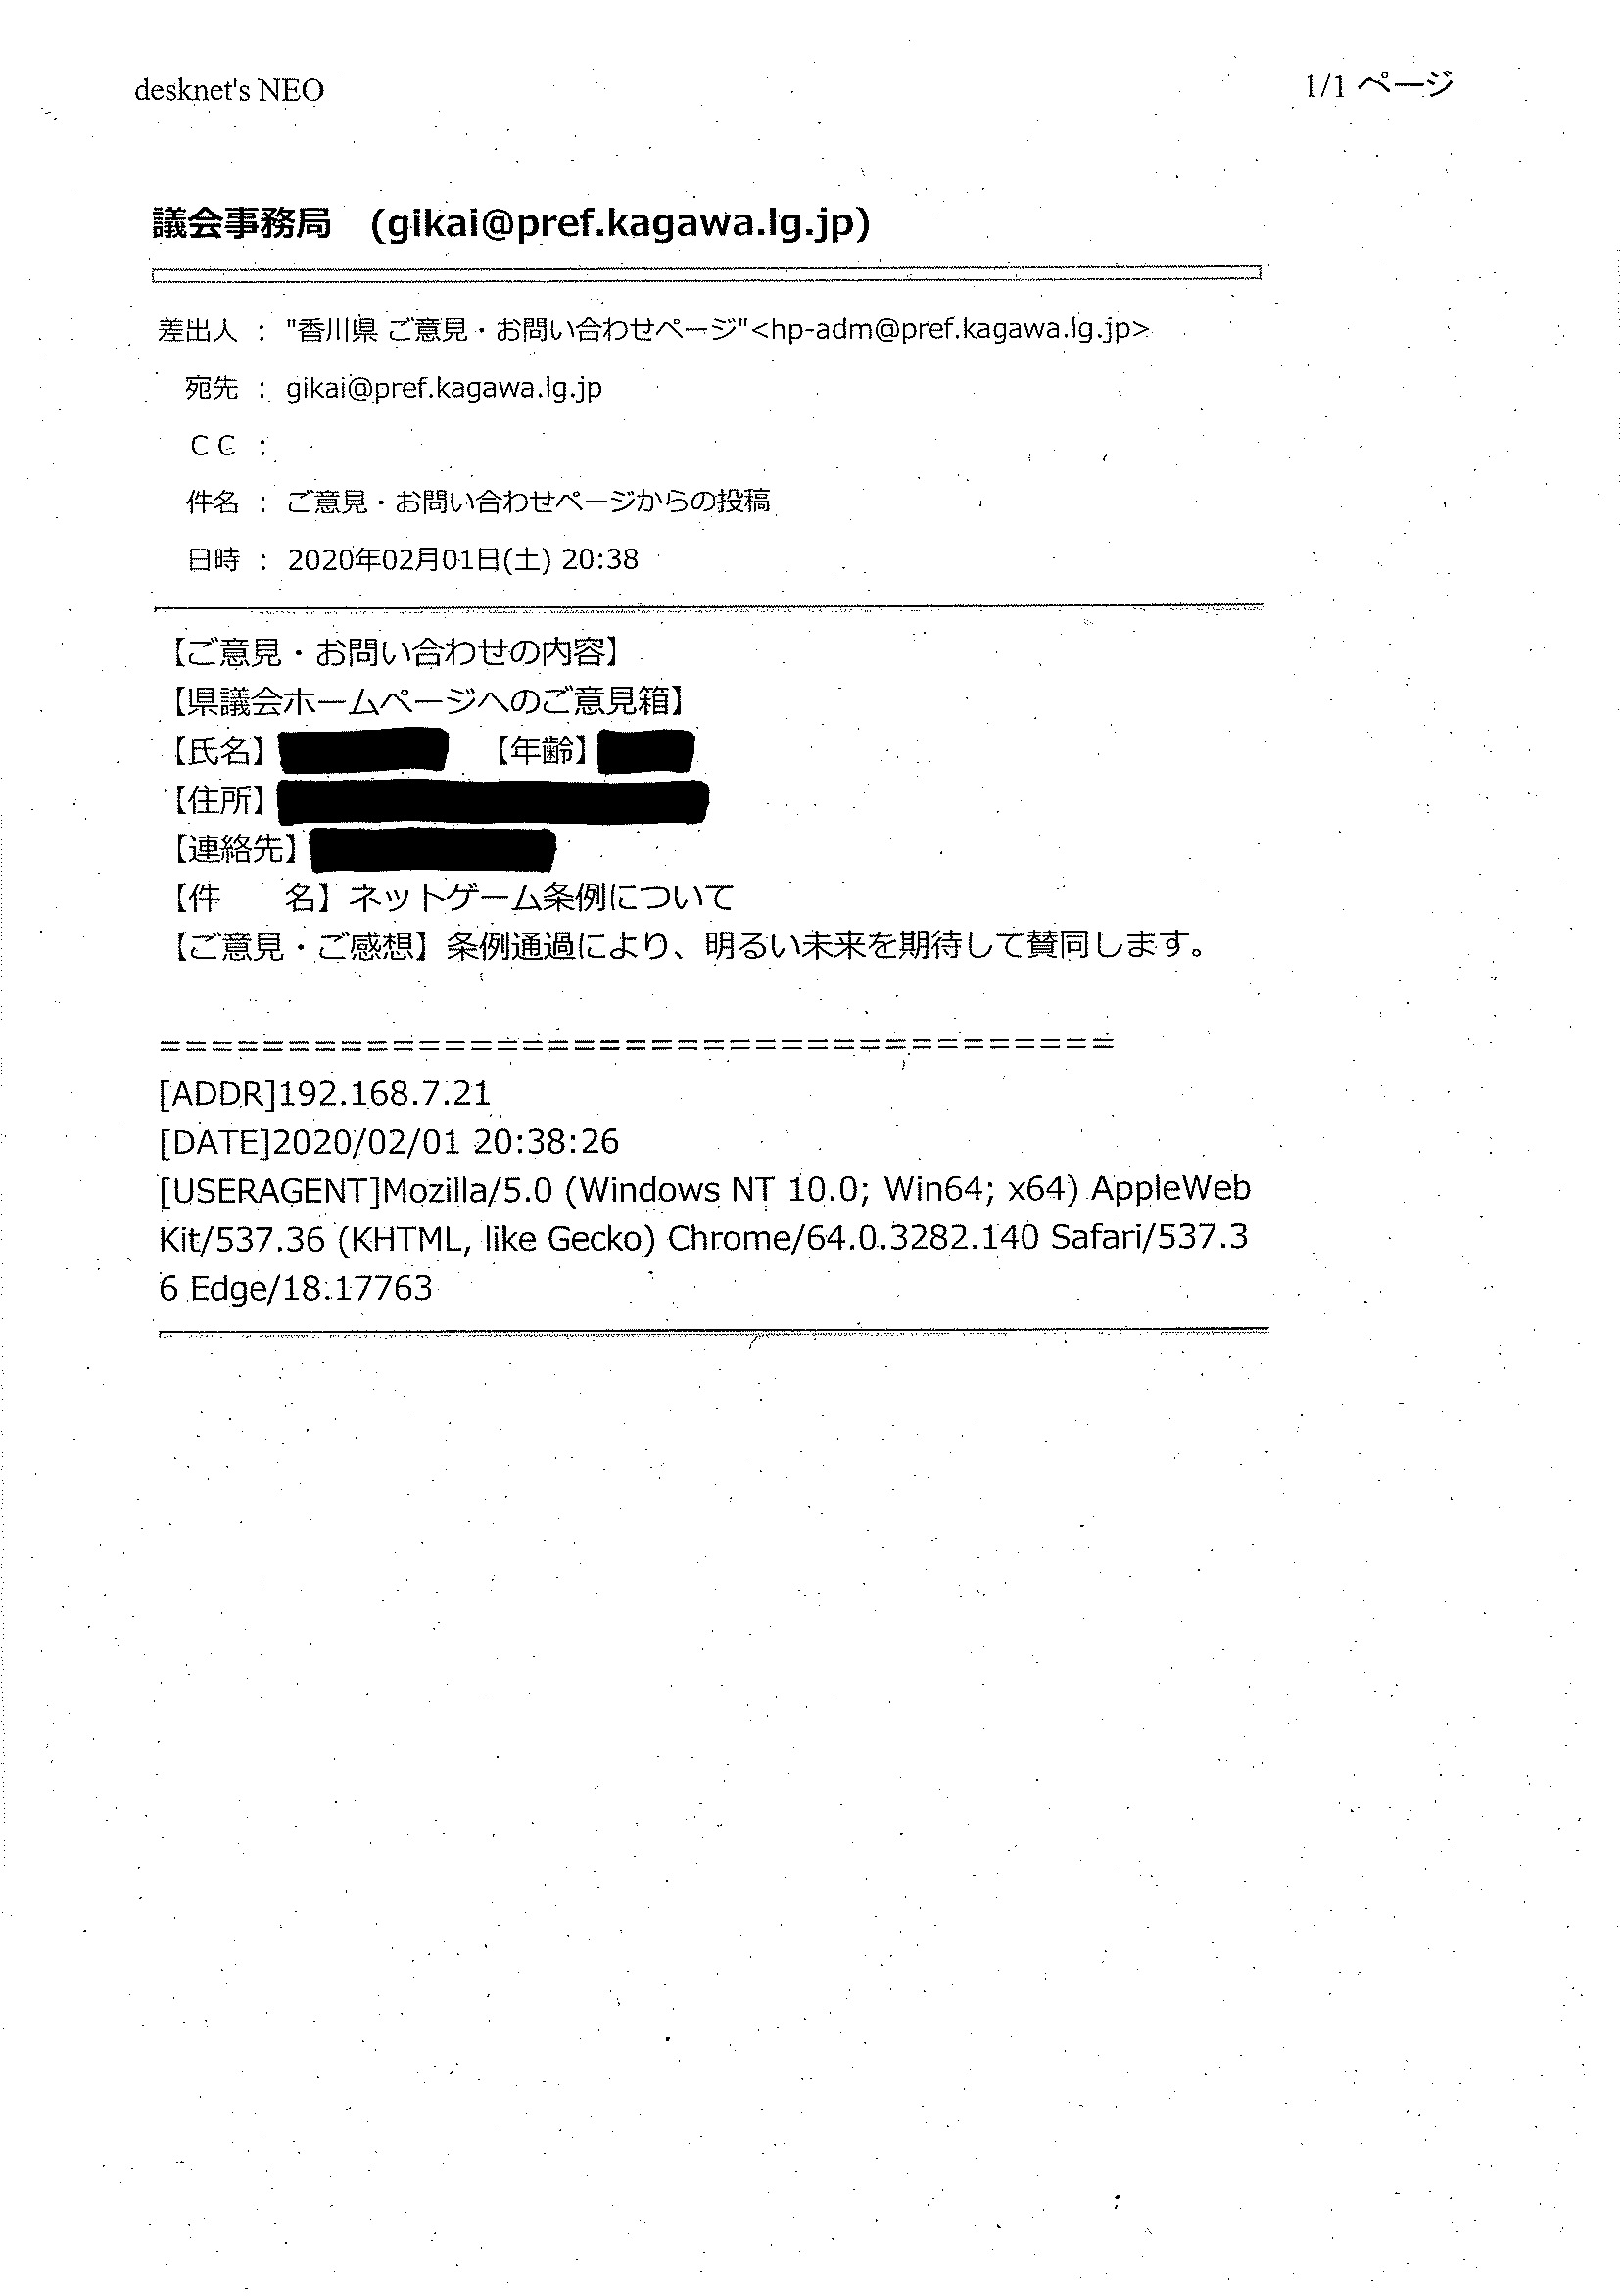 desknet's NEO
1/1 ページ
議会事務局 (gikai@pref.kagawa.lg.jp)
差出人 : "香川県 ご意見・お問い合わせページ"<hp-adm@pref.kagawa.lg.jp>
宛先 : gikai@pref.kagawa.lg.jp
CC :
件名 : ご意見・お問い合わせページからの投稿
日時 : 2020年02月01日(土) 20:38
【ご意見・お問い合わせの内容】
【県議会ホームページへのご意見箱】
【氏名】 【年齢】
【住所】
【連絡先】
【件　　名】ネットゲーム条例について
【ご意見・ご感想】条例通過により、明るい未来を期待して賛同します。
=====================================
[ADDR]192.168.7.21
[DATE]2020/02/01 20:38:26
[USERAGENT]Mozilla/5.0 (Windows NT 10.0; Win64; x64) AppleWeb
Kit/537.36 (KHTML, like Gecko) Chrome/64.0.3282.140 Safari/537.3
6 Edge/18.17763